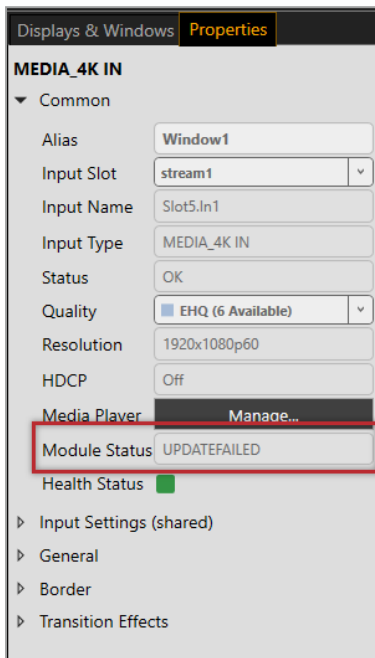 Displays & Windows Properties
MEDIA_4K IN
Common
Alias Window1
Input Slot stream1
Input Name Slot5.In1
Input Type MEDIA_4K IN
Status OK
Quality EHQ (6 Available)
Resolution 1920x1080p60
HDCP Off
Media Player Manage...
Module Status UPDATEFAILED
Health Status
Input Settings (shared)
General
Border
Transition Effects